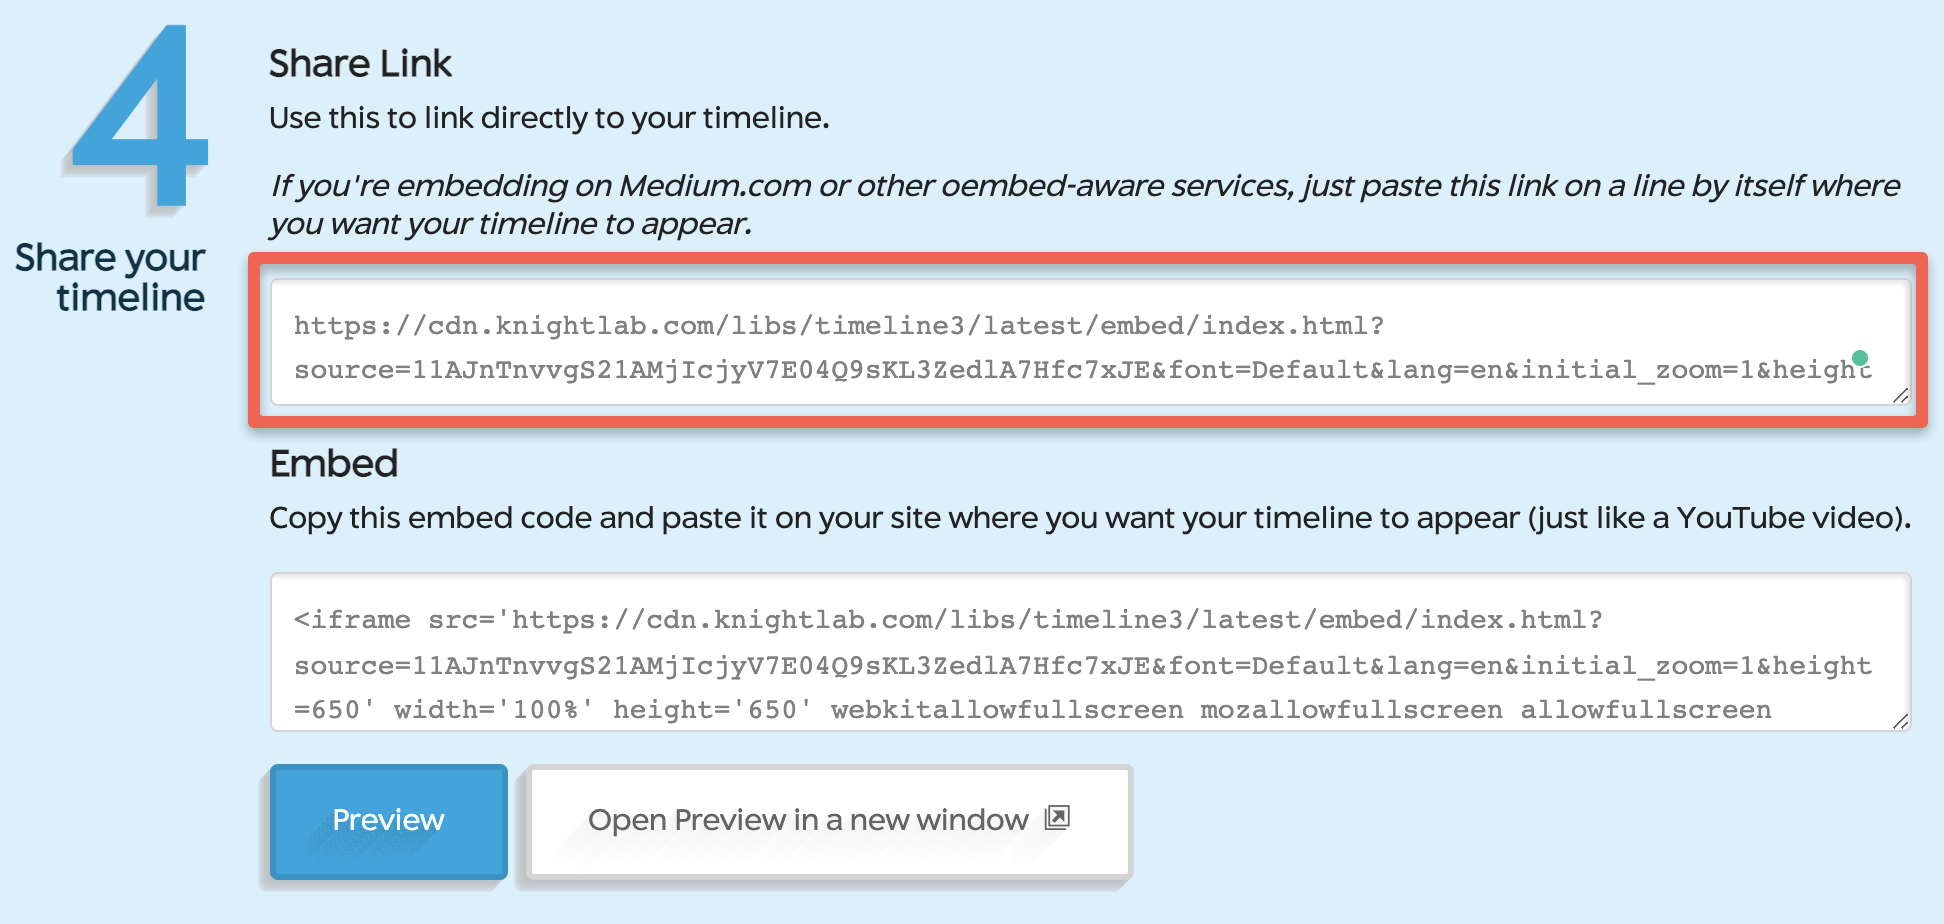 4
Share your
timeline
Share Link
Use this to link directly to your timeline.
If you're embedding on Medium.com or other oembed-aware services, just paste this link on a line by itself where
you want your timeline to appear.
https://cdn.knightlab.com/libs/timeline3/latest/embed/index.html?
source=11AJnTnvvgS21AMjIcjyV7E04Q9sKL3ZedlA7Hfc7xJE&font=Default&lang=en&initial_zoom=1&height
Embed
Copy this embed code and paste it on your site where you want your timeline to appear (just like a YouTube video).
<iframe src='https://cdn.knightlab.com/libs/timeline3/latest/embed/index.html?
source=11AJnTnvvgS21AMjIcjyV7E04Q9sKL3ZedlA7Hfc7xJE&font=Default&lang=en&initial_zoom=1&height
=650' width='100%' height='650' webkitallowfullscreen mozallowfullscreen allowfullscreen
Preview
Open Preview in a new window